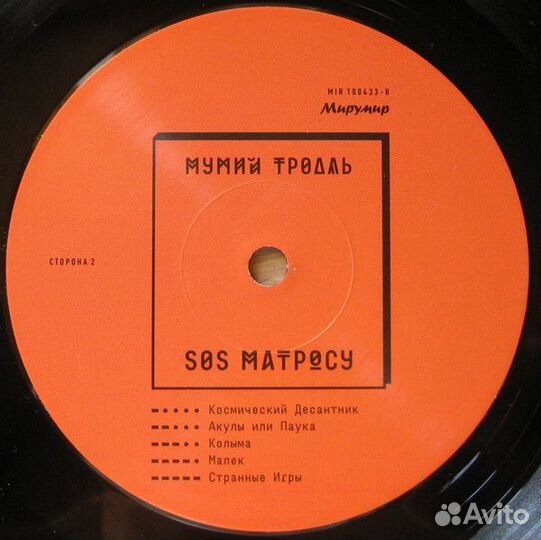 MIR 100433-B
Мирумир
МУМИЙ ТРОЛЛЬ
СТОРОНА 2
SOS МАТРОСУ
Космический Десантник
Акулы или Паука
Колыма
Малек
Странные Игры
Avito